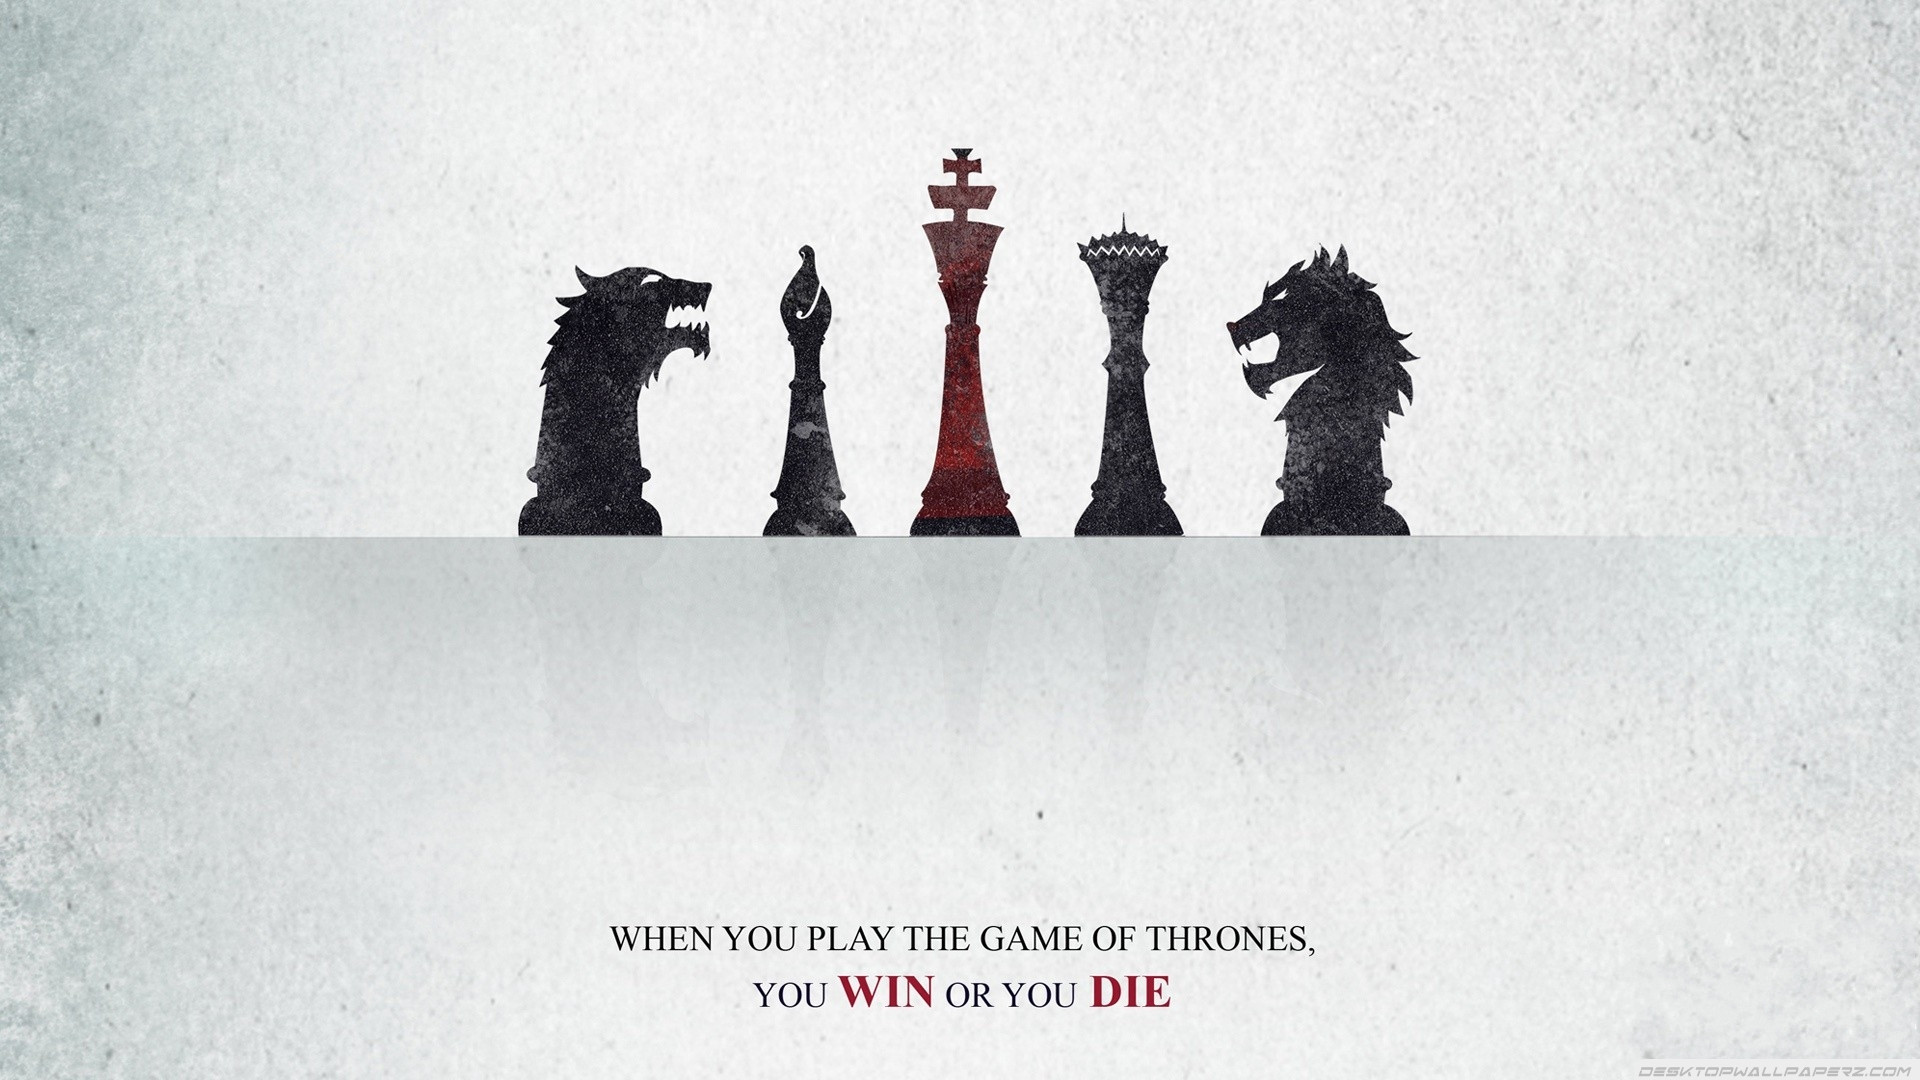 WHEN YOU PLAY THE GAME OF THRONES,
YOU WIN OR YOU DIE
DESKTOPWALLPAPERZ.COM